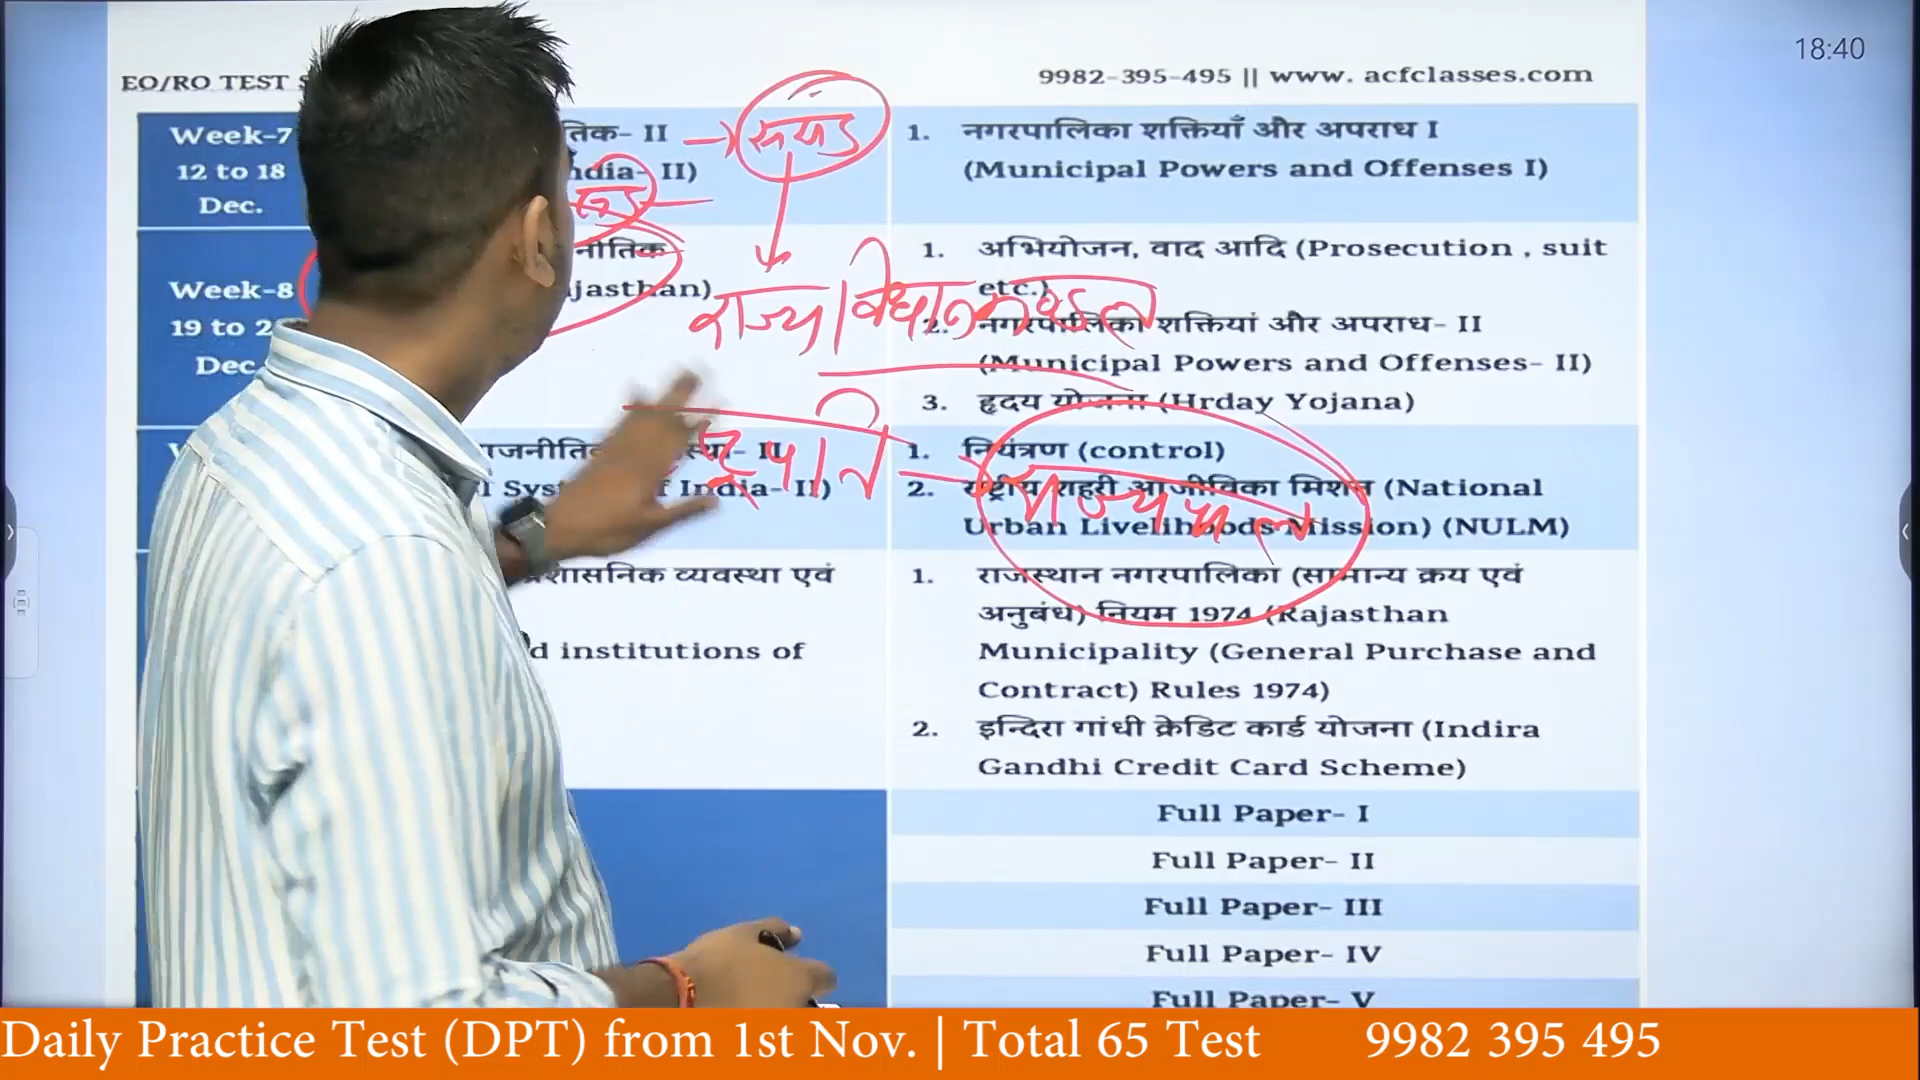 18:40
EO/RO TEST
9982-395-495 || www. acfclasses.com
Week-7
12 to 18
Dec.
तिक- II
ndia- II)
संसद
1. नगरपालिका शक्तियाँ और अपराध I
(Municipal Powers and Offenses I)
Week-8
19 to 2
Dec
नीतिक
jasthan)
राज्य विधानमण्डल
1. अभियोजन, वाद आदि (Prosecution , suit
etc.)
2. नगरपालिका शक्तियां और अपराध- II
(Municipal Powers and Offenses- II)
3. हृदय योजना (Hrday Yojana)
राजनीति
स्था- II
Sys
f India- II)
राज्यपाल
1. नियंत्रण (control)
2. राष्ट्रीय शहरी आजीविका मिशन (National
Urban Livelihoods Mission) (NULM)
प्रशासनिक व्यवस्था एवं
d institutions of
1. राजस्थान नगरपालिका (सामान्य क्रय एवं
अनुबंध) नियम 1974 (Rajasthan
Municipality (General Purchase and
Contract) Rules 1974)
2. इन्दिरा गांधी क्रेडिट कार्ड योजना (Indira
Gandhi Credit Card Scheme)
Full Paper- I
Full Paper- II
Full Paper- III
Full Paper- IV
Full Paper- V
Daily Practice Test (DPT) from 1st Nov. | Total 65 Test 9982 395 495